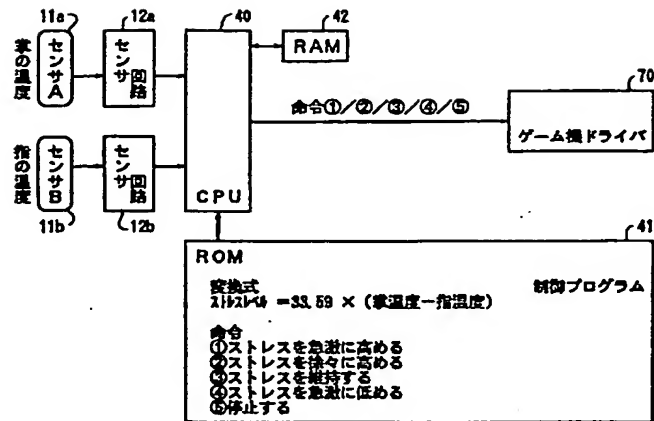 11a
12a
40
42
掌の温度
センサA
センサ回路
RAM
命令①/②/③/④/⑤
70
ゲーム機ドライバ
指の温度
センサB
センサ回路
CPU
11b
12b
41
ROM
変換式
制御プログラム
ストレスレベル =33.59 × (掌温度-指温度)
命令
①ストレスを急激に高める
②ストレスを徐々に高める
③ストレスを維持する
④ストレスを急激に低める
⑤停止する